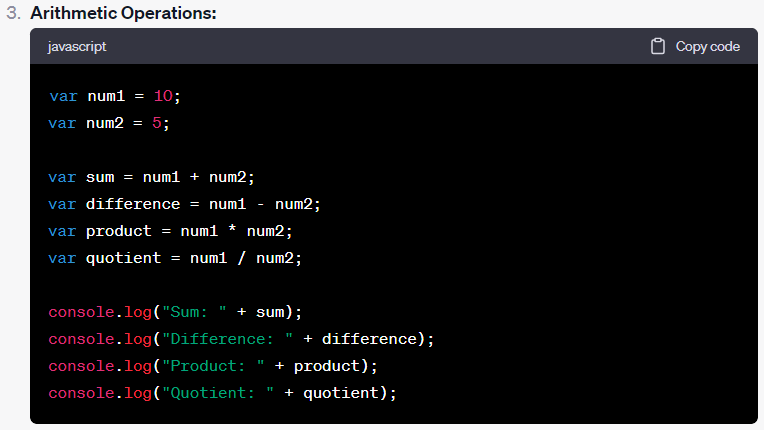 3. Arithmetic Operations:
javascript Copy code
var num1 = 10;
var num2 = 5;
var sum = num1 + num2;
var difference = num1 - num2;
var product = num1 * num2;
var quotient = num1 / num2;
console.log("Sum: " + sum);
console.log("Difference: " + difference);
console.log("Product: " + product);
console.log("Quotient: " + quotient);